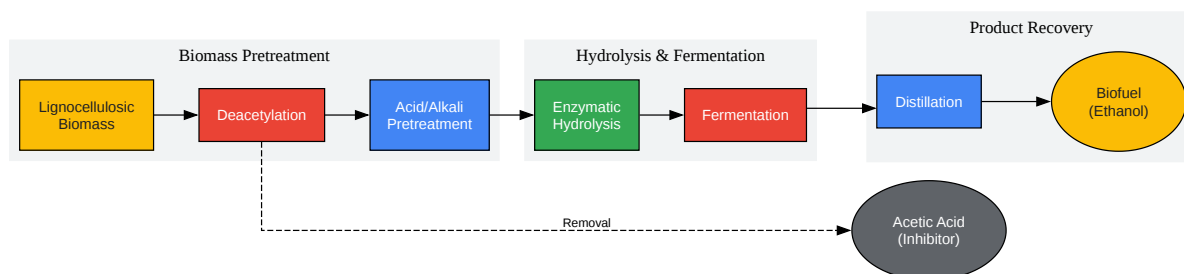 Product Recovery
Biomass Pretreatment
Hydrolysis & Fermentation
Lignocellulosic
Biomass
Deacetylation
Acid/Alkali
Pretreatment
Enzymatic
Hydrolysis
Fermentation
Distillation
Biofuel
(Ethanol)
Removal
Acetic Acid
(Inhibitor)